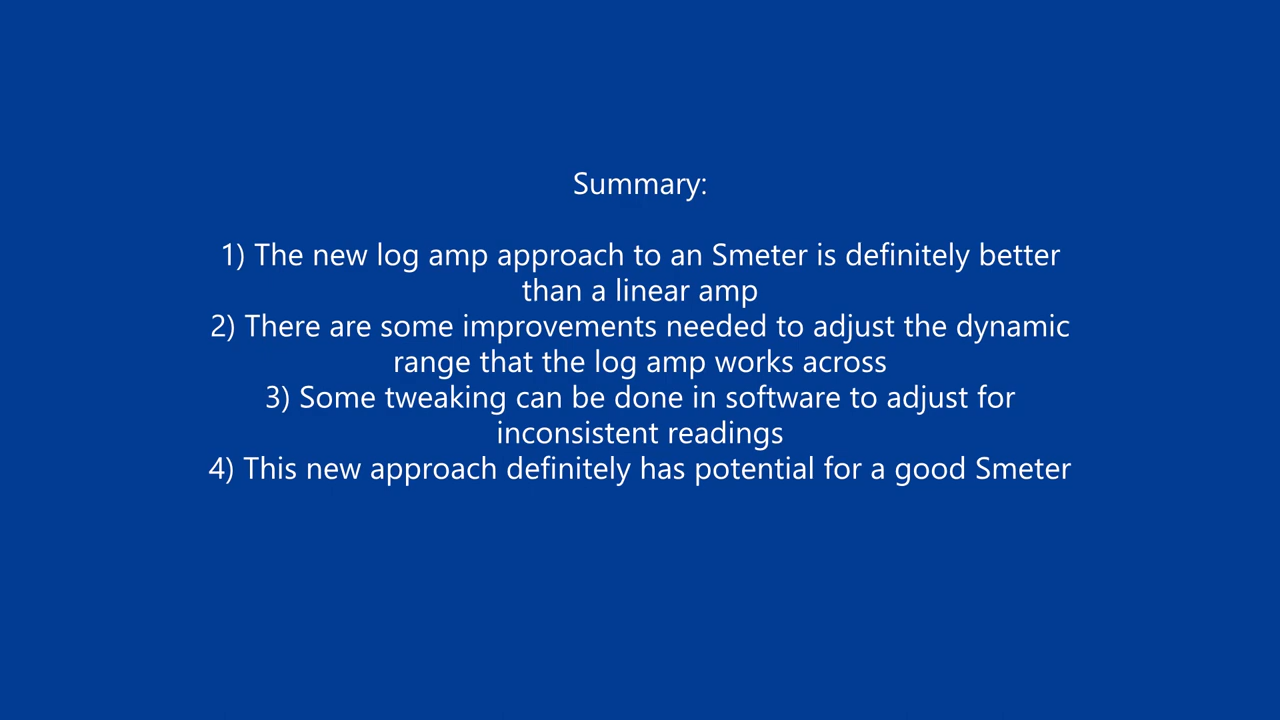 Summary:
1) The new log amp approach to an Smeter is definitely better
than a linear amp
2) There are some improvements needed to adjust the dynamic
range that the log amp works across
3) Some tweaking can be done in software to adjust for
inconsistent readings
4) This new approach definitely has potential for a good Smeter